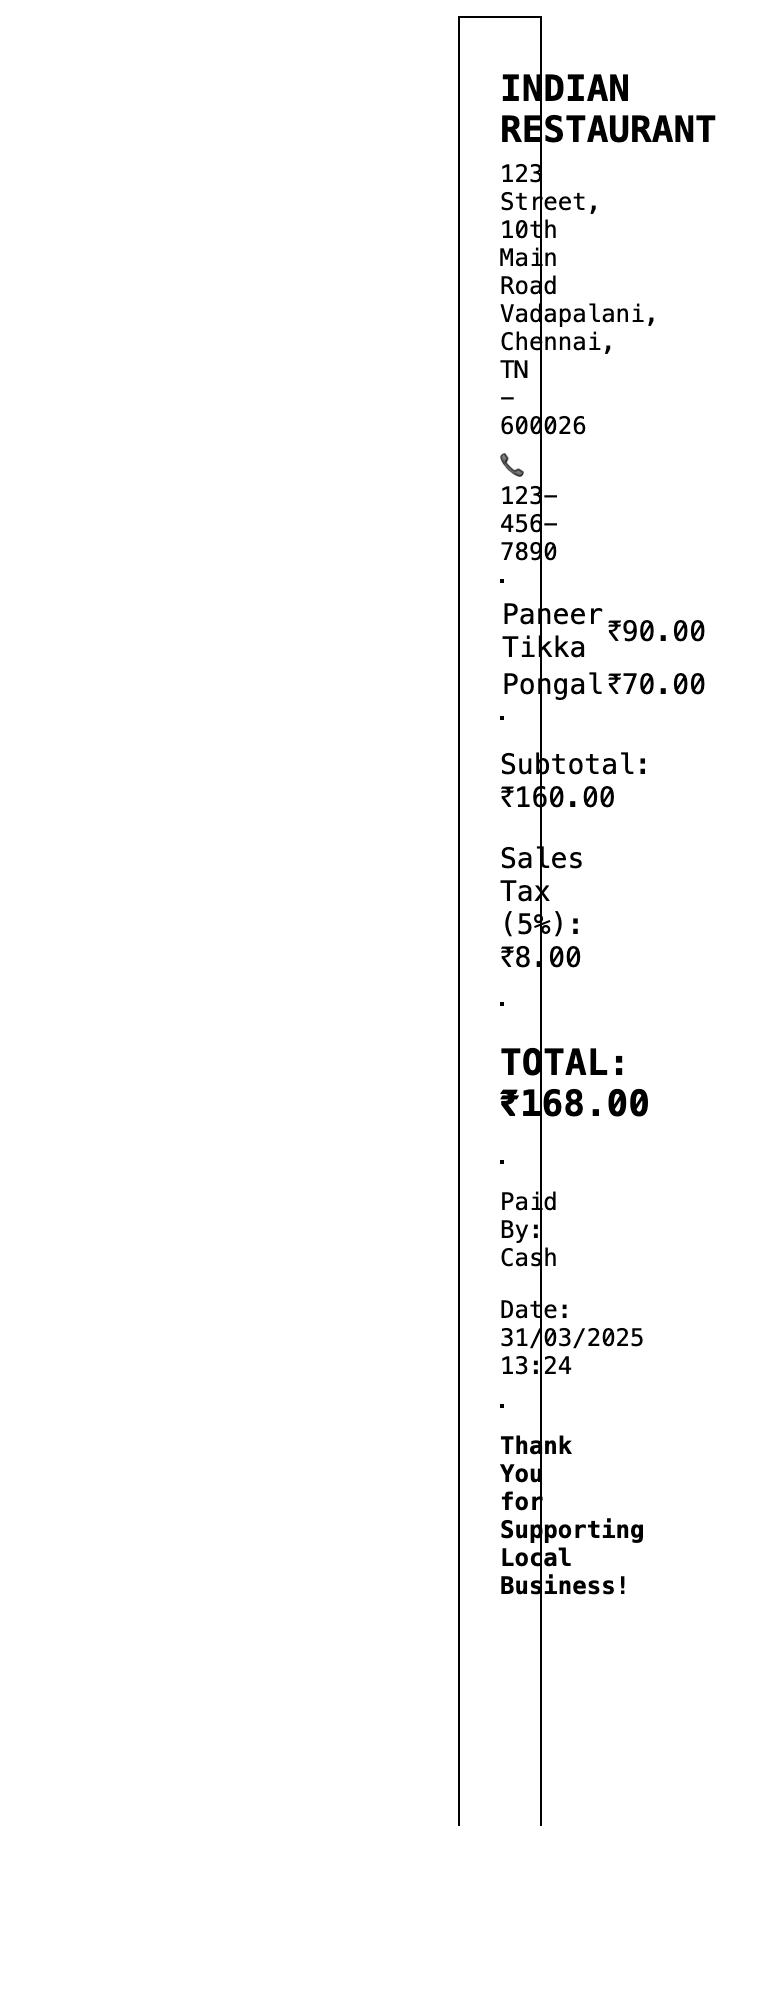 INDIAN
RESTAURANT
123
Street,
10th
Main
Road
Vadapalani,
Chennai,
TN
-
600026
📞
123-
456-
7890
Paneer
Tikka ₹90.00
Pongal ₹70.00
Subtotal:
₹160.00
Sales
Tax
(5%):
₹8.00
TOTAL:
₹168.00
Paid
By:
Cash
Date:
31/03/2025
13:24
Thank
You
for
Supporting
Local
Business!